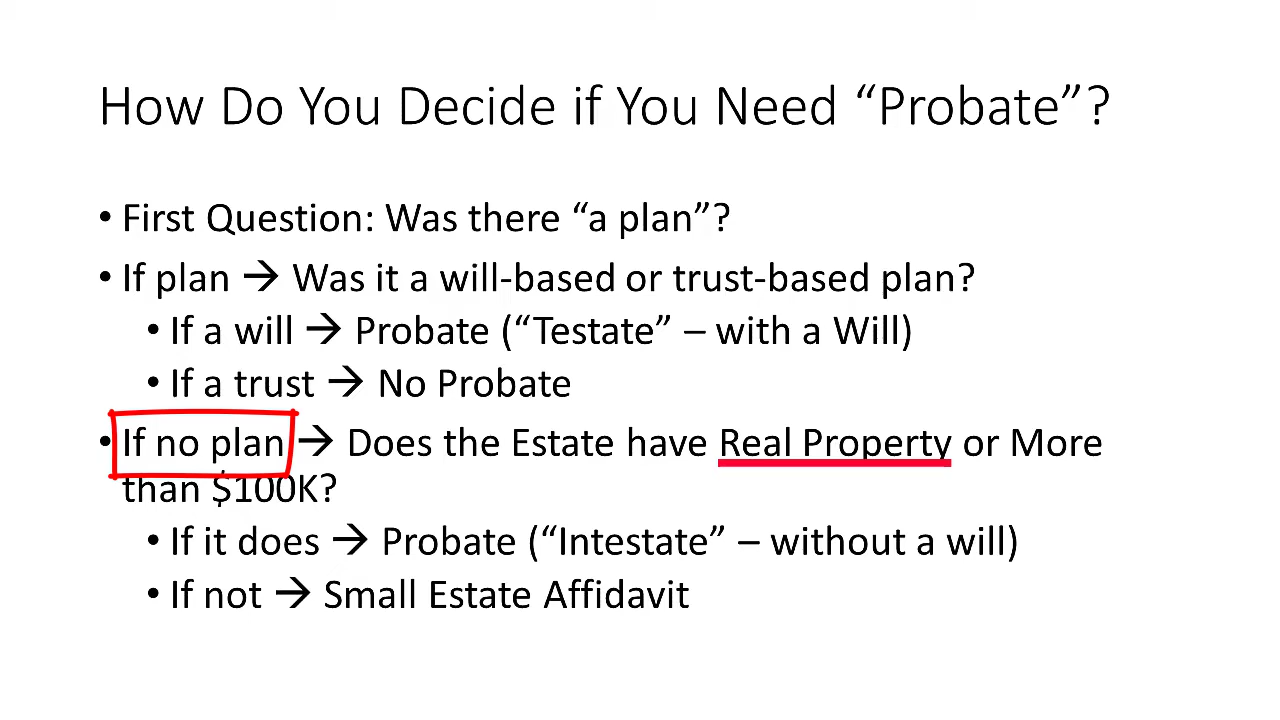 How Do You Decide if You Need “Probate”?
• First Question: Was there “a plan”?
• If plan → Was it a will-based or trust-based plan?
• If a will → Probate (“Testate” – with a Will)
• If a trust → No Probate
• If no plan → Does the Estate have Real Property or More
than $100K?
• If it does → Probate (“Intestate” – without a will)
• If not → Small Estate Affidavit